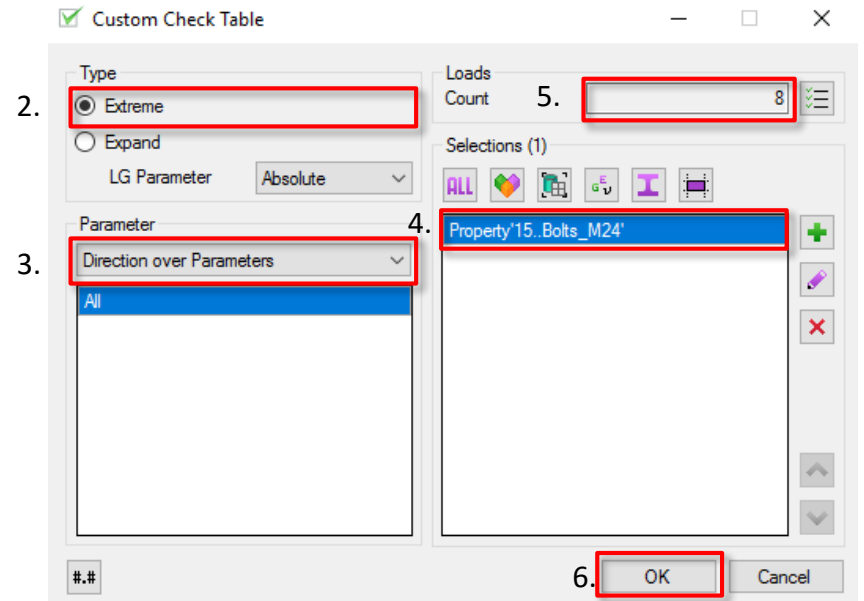 Custom Check Table
Type
2.
Extreme
Expand
LG Parameter
Absolute
Parameter
3.
Direction over Parameters
All
Loads
Count
5.
8
Selections (1)
ALL
G E ν
4.
Property'15..Bolts_M24'
#.#
6.
OK
Cancel